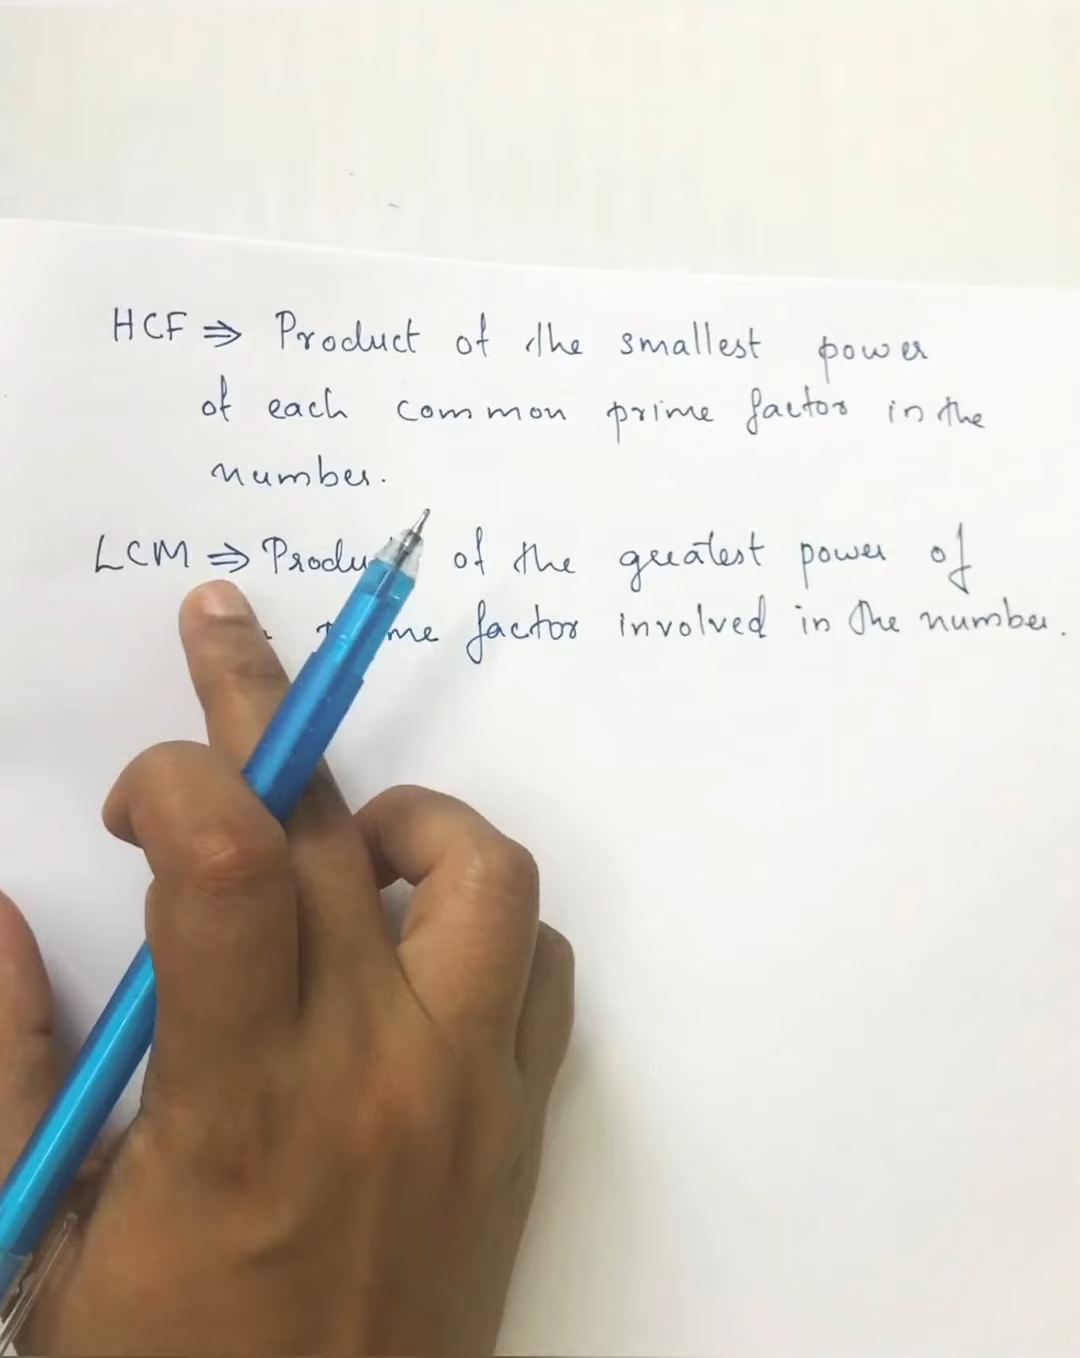 HCF ⇒ Product of the smallest power
of each common prime factor in the
number.
LCM ⇒ Produ of the greatest power of
me factor involved in the number.